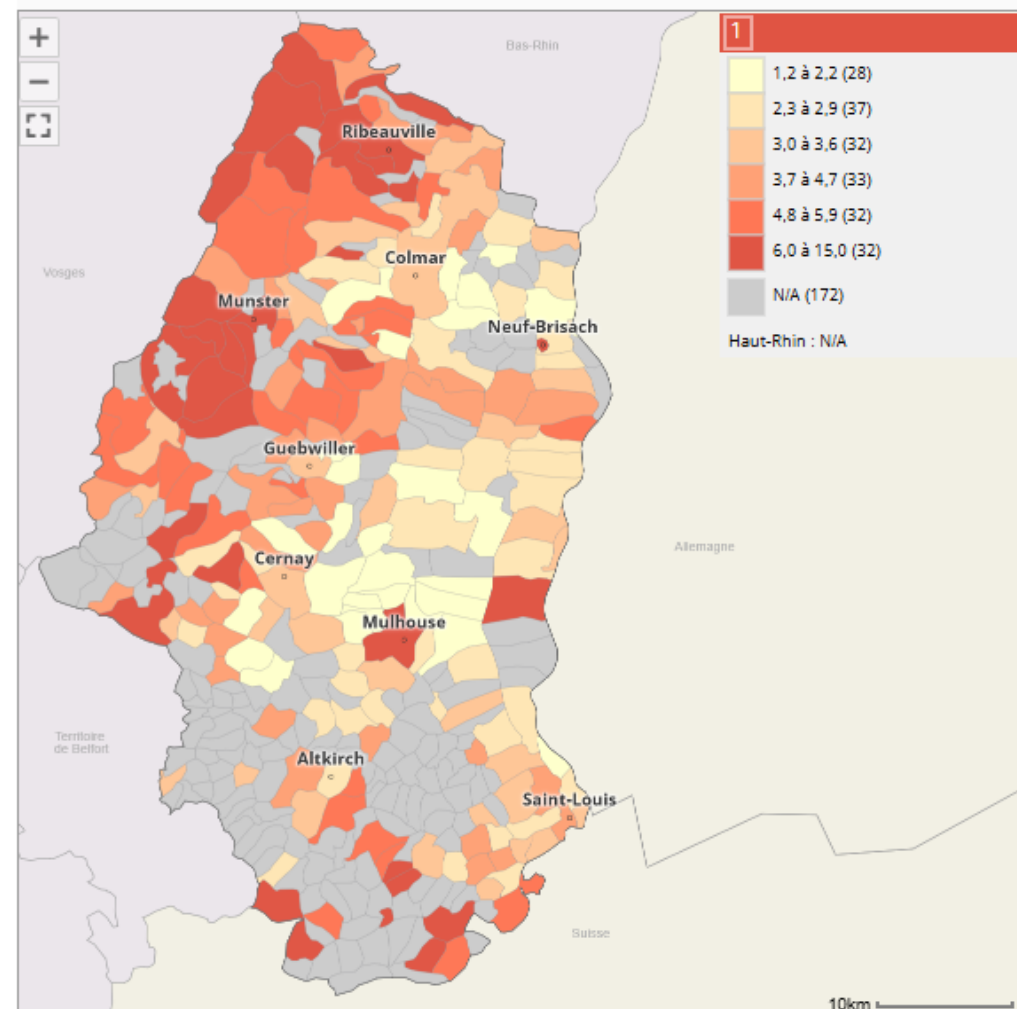 +
−
1
1,2 à 2,2 (28)
2,3 à 2,9 (37)
3,0 à 3,6 (32)
3,7 à 4,7 (33)
4,8 à 5,9 (32)
6,0 à 15,0 (32)
N/A (172)
Haut-Rhin : N/A
Bas-Rhin
Ribeauville
Colmar
Vosges
Munster
Neuf-Brisach
Guebwiller
Allemagne
Cernay
Mulhouse
Territoire
de Belfort
Altkirch
Saint-Louis
Suisse
10km